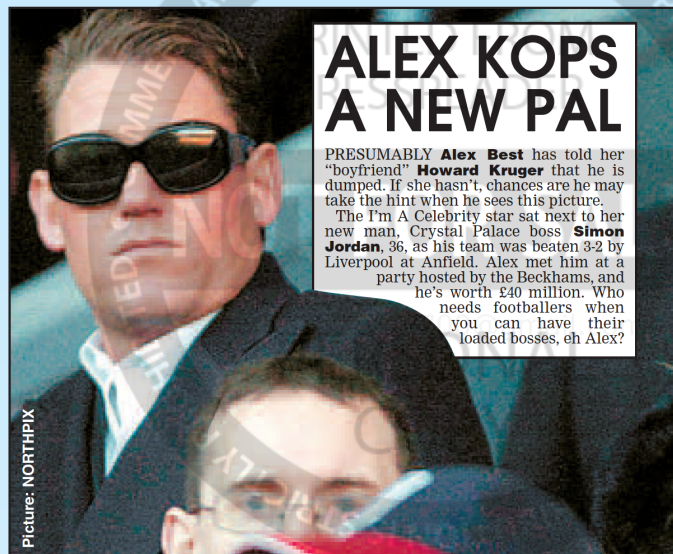 ALEX KOPS
A NEW PAL
PRESUMABLY Alex Best has told her
“boyfriend” Howard Kruger that he is
dumped. If she hasn’t, chances are he may
take the hint when he sees this picture.
The I’m A Celebrity star sat next to her
new man, Crystal Palace boss Simon
Jordan, 36, as his team was beaten 3-2 by
Liverpool at Anfield. Alex met him at a
party hosted by the Beckhams, and
he’s worth £40 million. Who
needs footballers when
you can have their
loaded bosses, eh Alex?
Picture: NORTHPIX